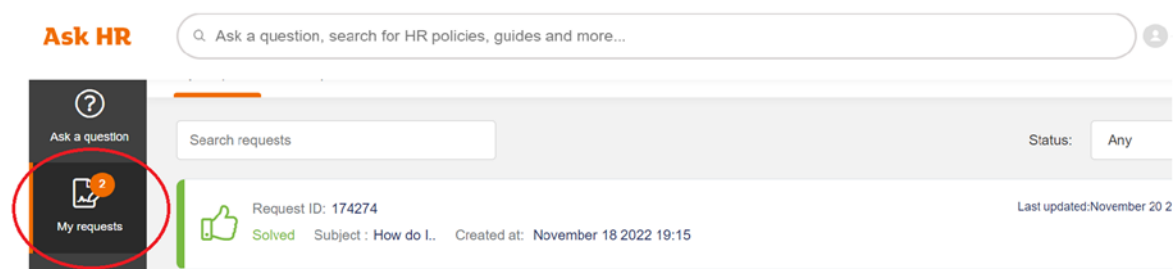 Ask HR
Ask a question, search for HR policies, guides and more...
Ask a question
Search requests
Status: Any
2
My requests
Request ID: 174274
Last updated:November 20 2
Solved Subject : How do I.. Created at: November 18 2022 19:15